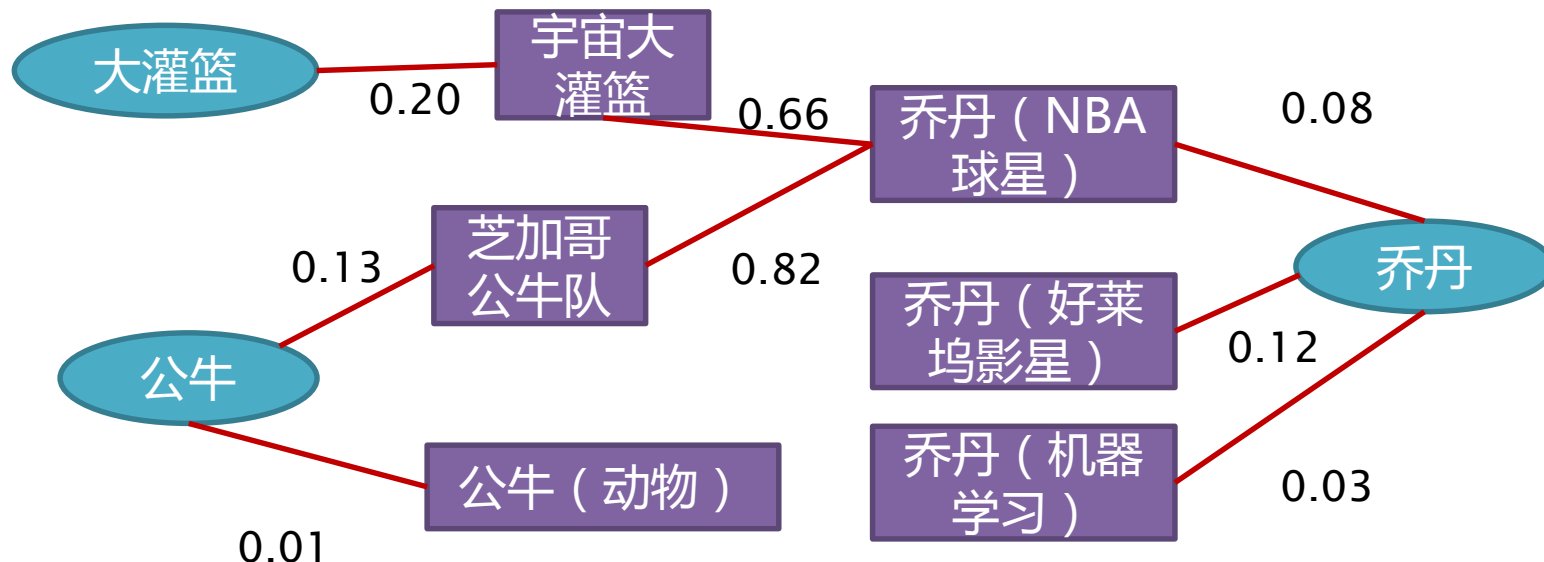 大灌篮
宇宙大
灌篮
0.20
0.66
乔丹（NBA
球星）
0.08
芝加哥
公牛队
0.13
0.82
乔丹
乔丹（好莱
坞影星）
0.12
公牛
乔丹（机器
学习）
0.03
公牛（动物）
0.01